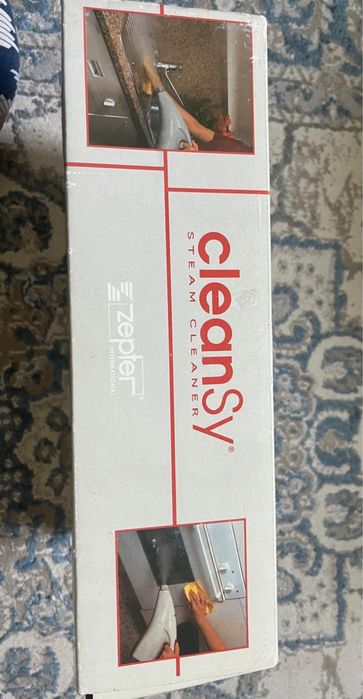 cleanSy®
STEAM CLEANER
zepter®
INTERNATIONAL